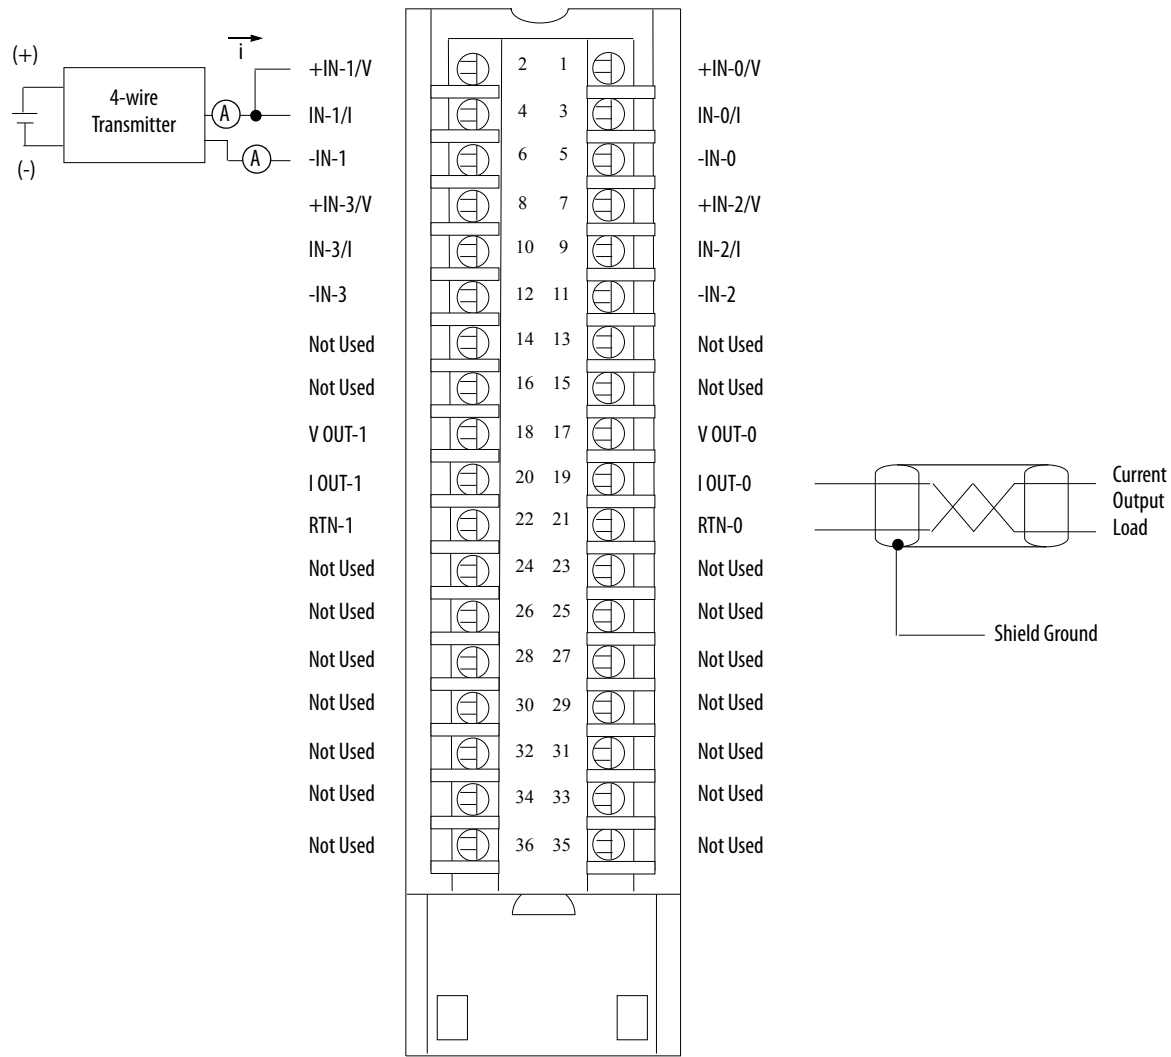 (+)
i
4-wire
Transmitter
A
A
(-)
+IN-1/V 2 1 +IN-0/V
IN-1/I 4 3 IN-0/I
-IN-1 6 5 -IN-0
+IN-3/V 8 7 +IN-2/V
IN-3/I 10 9 IN-2/I
-IN-3 12 11 -IN-2
Not Used 14 13 Not Used
Not Used 16 15 Not Used
V OUT-1 18 17 V OUT-0
I OUT-1 20 19 I OUT-0
RTN-1 22 21 RTN-0
Not Used 24 23 Not Used
Not Used 26 25 Not Used
Not Used 28 27 Not Used
Not Used 30 29 Not Used
Not Used 32 31 Not Used
Not Used 34 33 Not Used
Not Used 36 35 Not Used
Current
Output
Load
Shield Ground